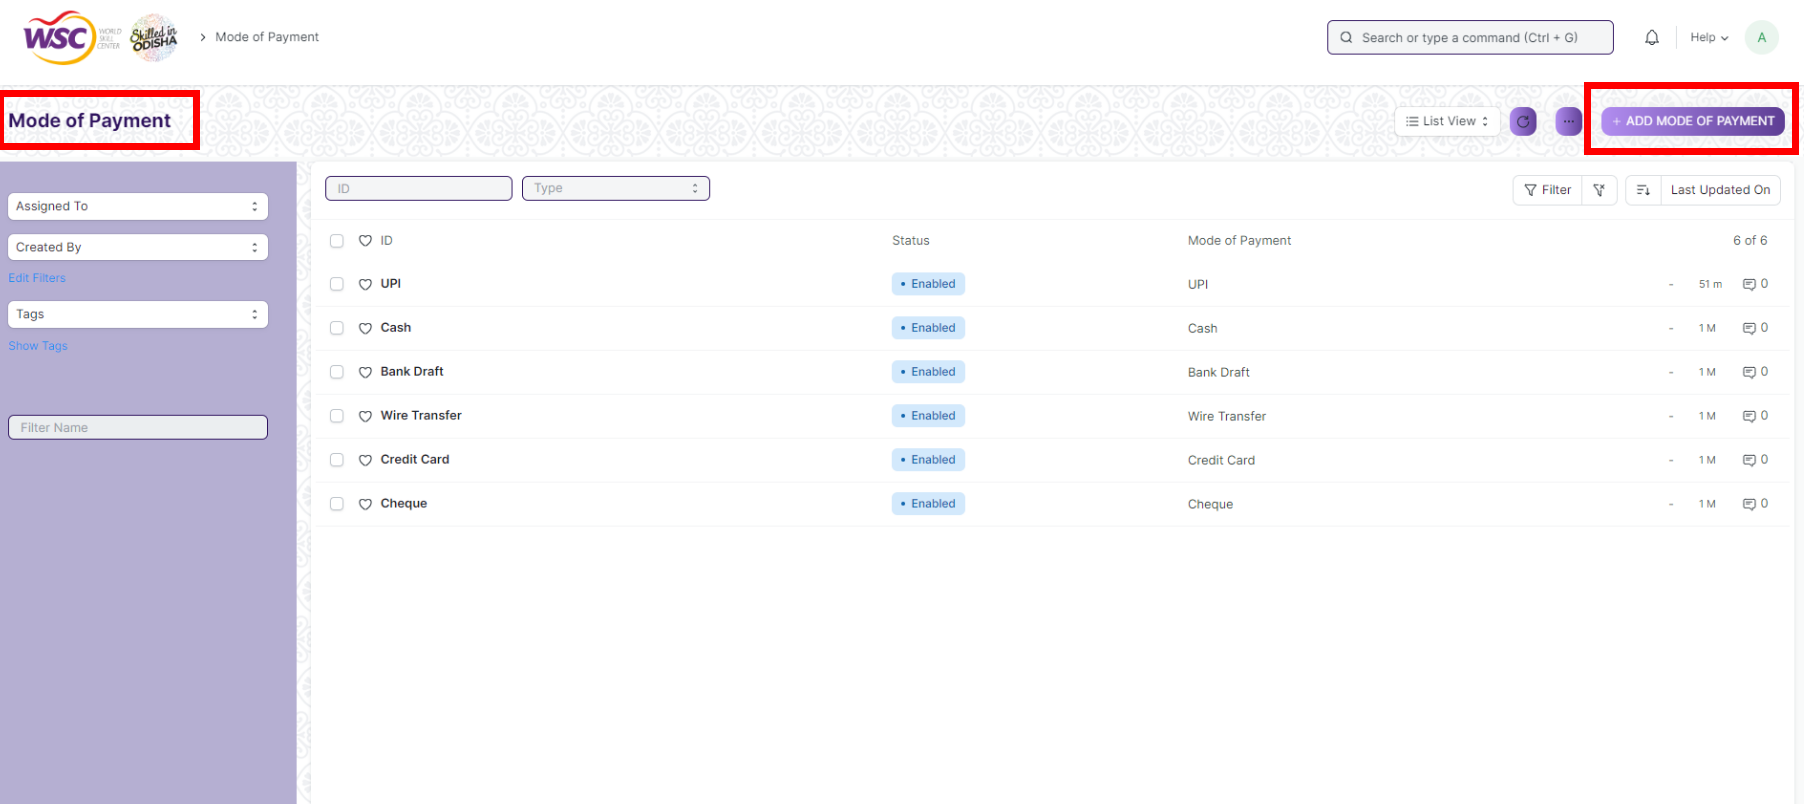 WSC WORLD SKILL CENTER Skilled in ODISHA > Mode of Payment
Search or type a command (Ctrl + G)
Help
A
Mode of Payment
List View
...
+ ADD MODE OF PAYMENT
Assigned To
Created By
Edit Filters
Tags
Show Tags
Filter Name
ID
Type
Filter
Last Updated On
ID Status Mode of Payment 6 of 6
UPI • Enabled UPI - 51 m 0
Cash • Enabled Cash - 1 M 0
Bank Draft • Enabled Bank Draft - 1 M 0
Wire Transfer • Enabled Wire Transfer - 1 M 0
Credit Card • Enabled Credit Card - 1 M 0
Cheque • Enabled Cheque - 1 M 0